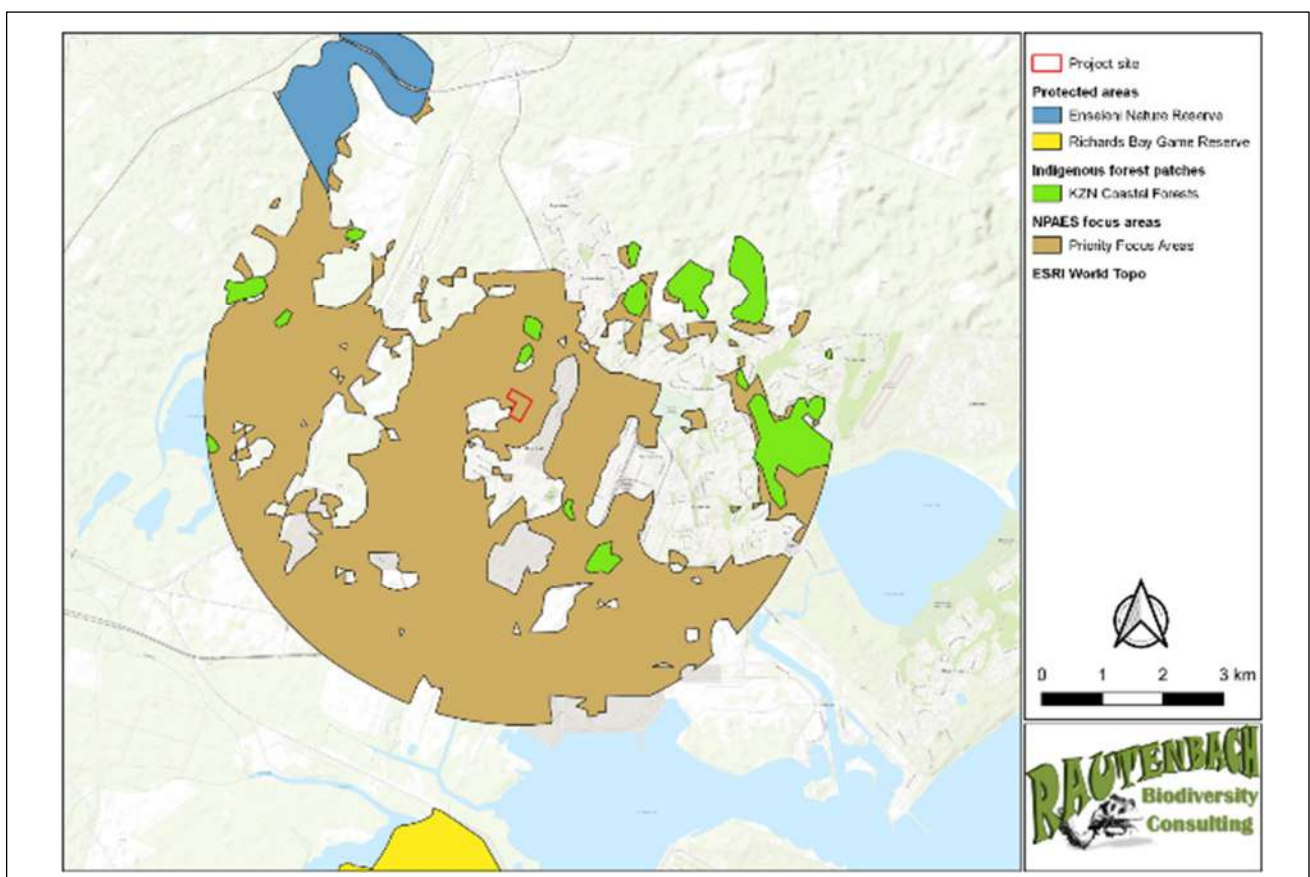 Project site
Protected areas
Enseleni Nature Reserve
Richards Bay Game Reserve
Indigenous forest patches
KZN Coastal Forests
NPAES focus areas
Priority Focus Areas
ESRI World Topo
0 1 2 3 km
RAUTENBACH
Biodiversity
Consulting